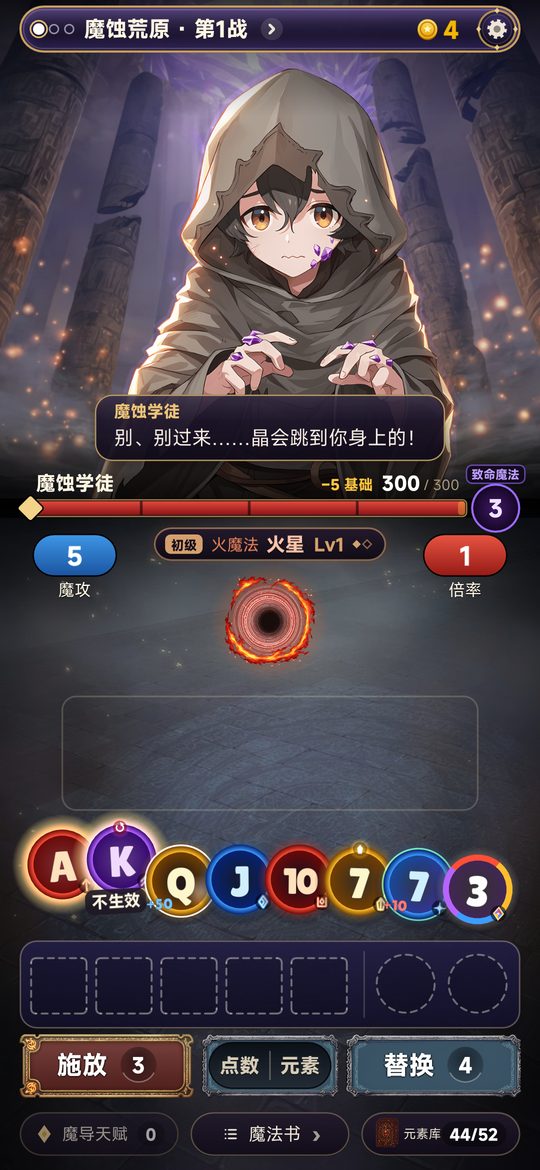 魔蚀荒原 · 第1战 › 4
魔蚀学徒
别、别过来……晶会跳到你身上的！
致命魔法
魔蚀学徒 -5 基础 300 / 300 3
5 初级 火魔法 火星 Lv1 1
魔攻 倍率
A K Q J 10 7 7 3
不生效 +50 +10
施放 3 点数 元素 替换 4
魔导天赋 0 魔法书 › 元素库 44/52